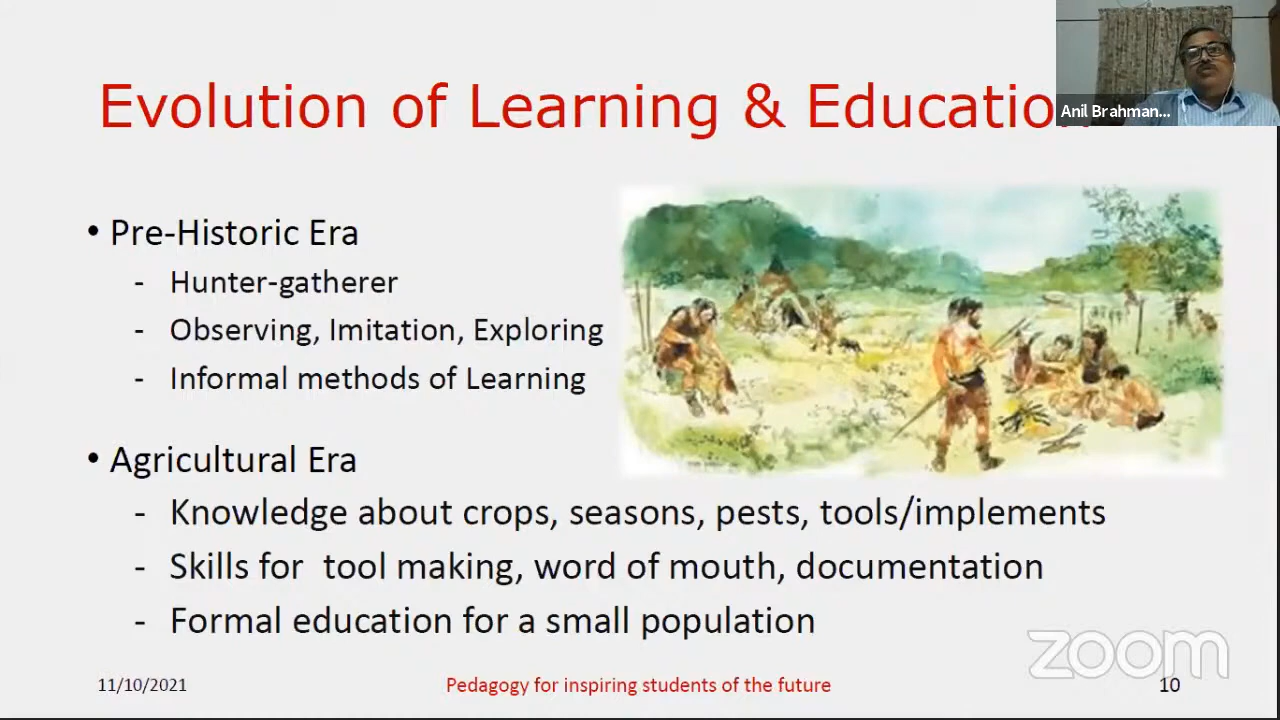 Evolution of Learning & Education
Anil Brahman...
• Pre-Historic Era
- Hunter-gatherer
- Observing, Imitation, Exploring
- Informal methods of Learning
• Agricultural Era
- Knowledge about crops, seasons, pests, tools/implements
- Skills for  tool making, word of mouth, documentation
- Formal education for a small population
zoom
11/10/2021
Pedagogy for inspiring students of the future
10